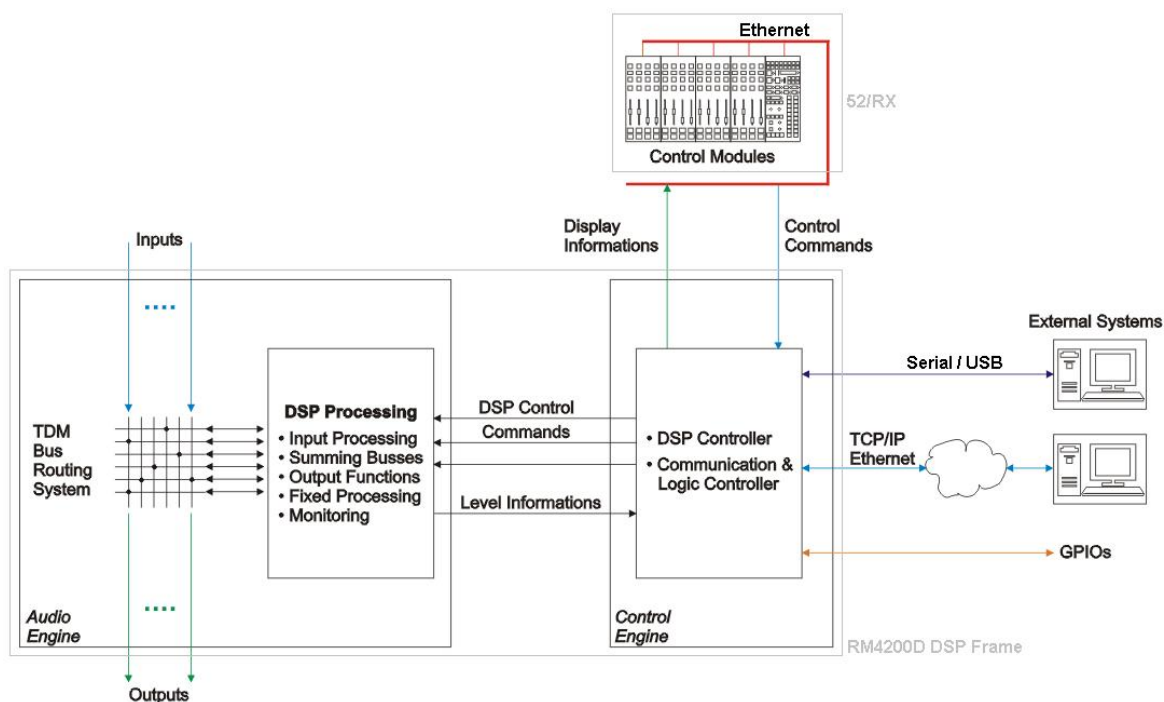 Ethernet
52/RX
Control Modules
Display
Informations
Control
Commands
Inputs
External Systems
Serial / USB
DSP Processing
• Input Processing
• Summing Busses
• Output Functions
• Fixed Processing
• Monitoring
TDM
Bus
Routing
System
DSP Control
Commands
Level Informations
• DSP Controller
• Communication &
Logic Controller
TCP/IP
Ethernet
GPIOs
Audio
Engine
Control
Engine
RM4200D DSP Frame
Outputs